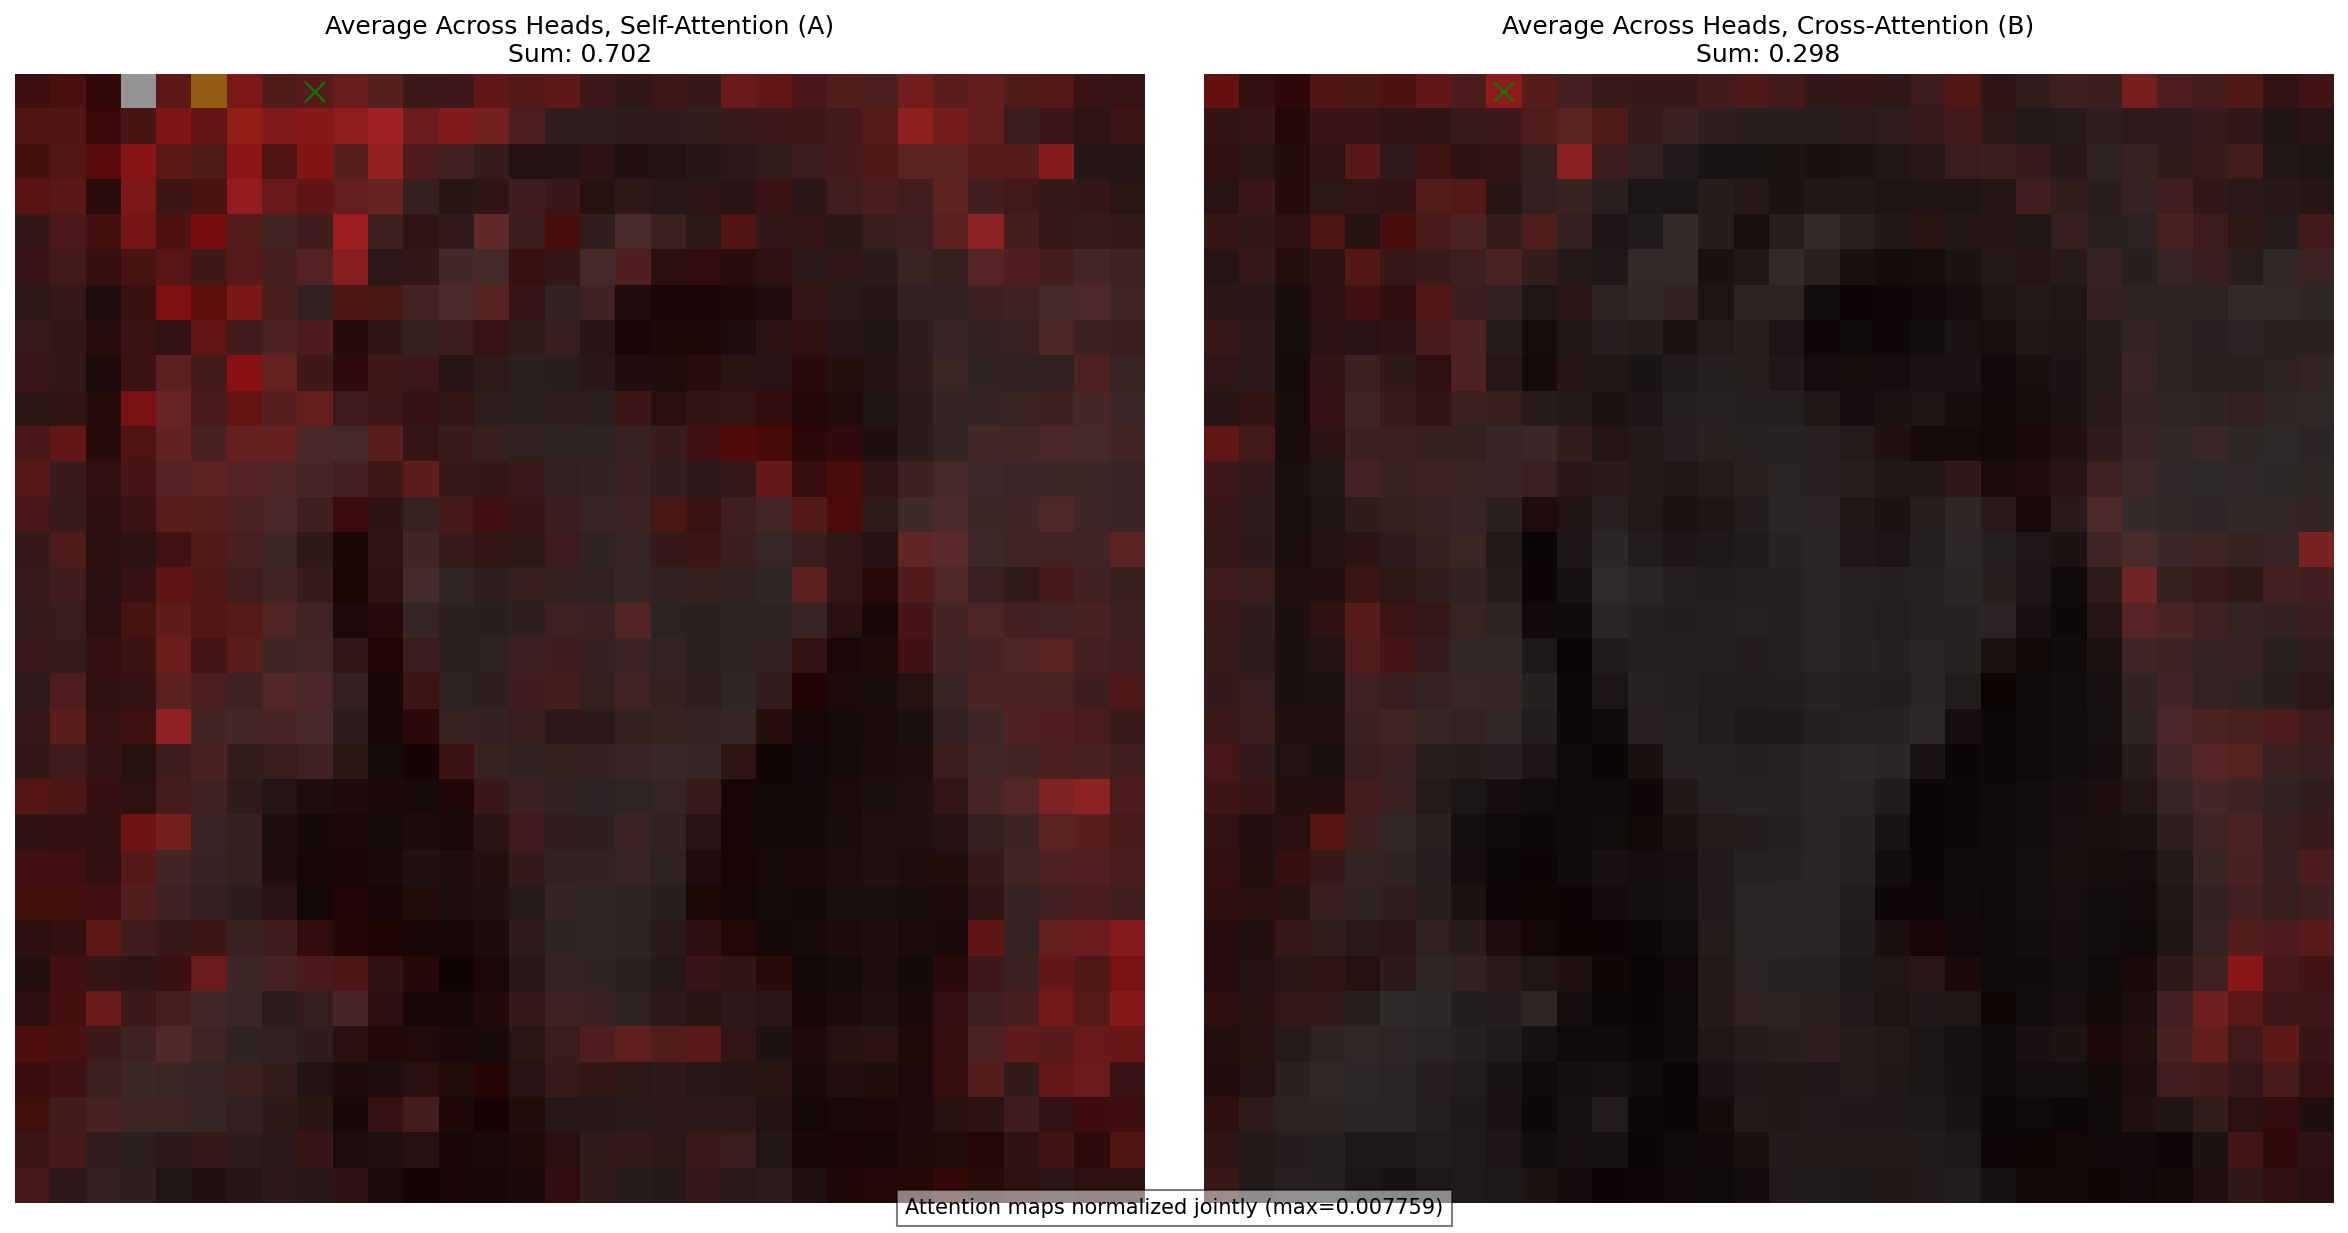 Average Across Heads, Self-Attention (A)
Sum: 0.702
Average Across Heads, Cross-Attention (B)
Sum: 0.298
Attention maps normalized jointly (max=0.007759)